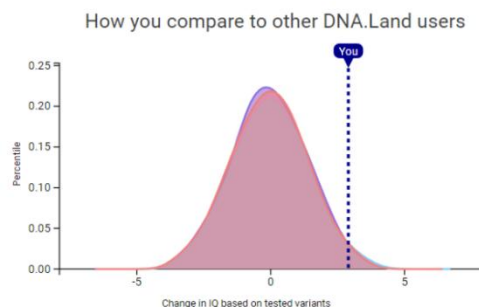 How you compare to other DNA.Land users
You
0.25
0.20
0.15
0.10
0.05
0.00
Percentile
-5
0
5
Change in IQ based on tested variants